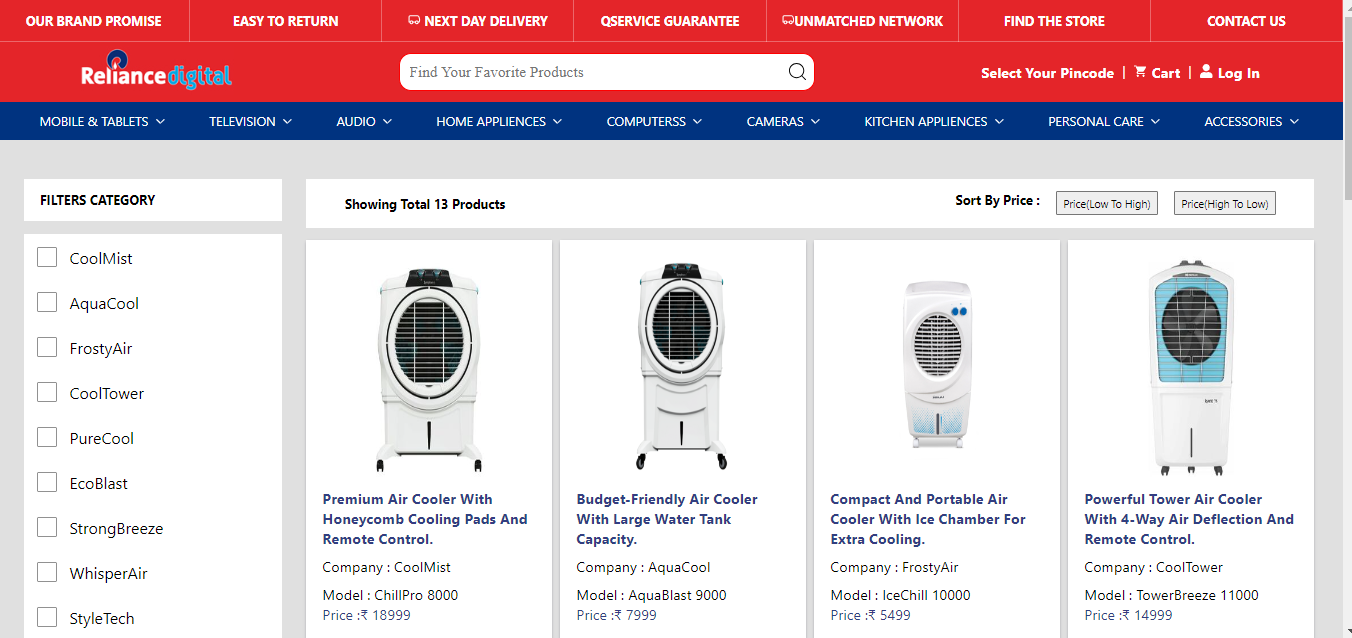 OUR BRAND PROMISE
EASY TO RETURN
NEXT DAY DELIVERY
QSERVICE GUARANTEE
UNMATCHED NETWORK
FIND THE STORE
CONTACT US
Reliance digital
Find Your Favorite Products
Select Your Pincode | Cart | Log In
MOBILE & TABLETS
TELEVISION
AUDIO
HOME APPLIENCES
COMPUTERSS
CAMERAS
KITCHEN APPLIENCES
PERSONAL CARE
ACCESSORIES
FILTERS CATEGORY
CoolMist
AquaCool
FrostyAir
CoolTower
PureCool
EcoBlast
StrongBreeze
WhisperAir
StyleTech
Showing Total 13 Products
Sort By Price :
Price(Low To High)
Price(High To Low)
Premium Air Cooler With
Honeycomb Cooling Pads And
Remote Control.
Company : CoolMist
Model : ChillPro 8000
Price :₹ 18999
Budget-Friendly Air Cooler
With Large Water Tank
Capacity.
Company : AquaCool
Model : AquaBlast 9000
Price :₹ 7999
Compact And Portable Air
Cooler With Ice Chamber For
Extra Cooling.
Company : FrostyAir
Model : IceChill 10000
Price :₹ 5499
Powerful Tower Air Cooler
With 4-Way Air Deflection And
Remote Control.
Company : CoolTower
Model : TowerBreeze 11000
Price :₹ 14999